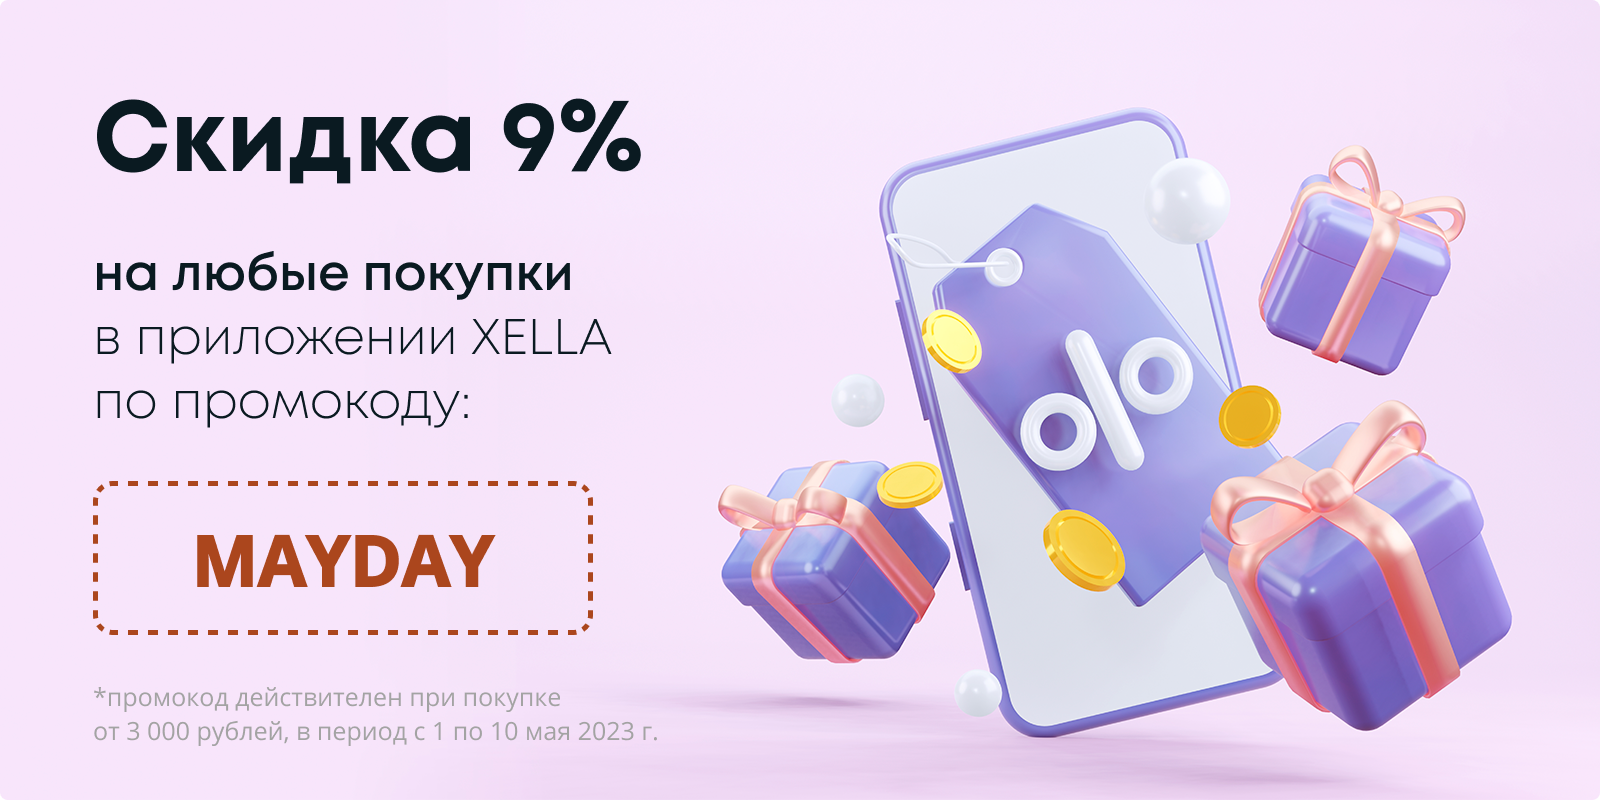 Скидка 9%
на любые покупки
в приложении XELLA
по промокоду:
MAYDAY
*промокод действителен при покупке
от 3 000 рублей, в период с 1 по 10 мая 2023 г.
%